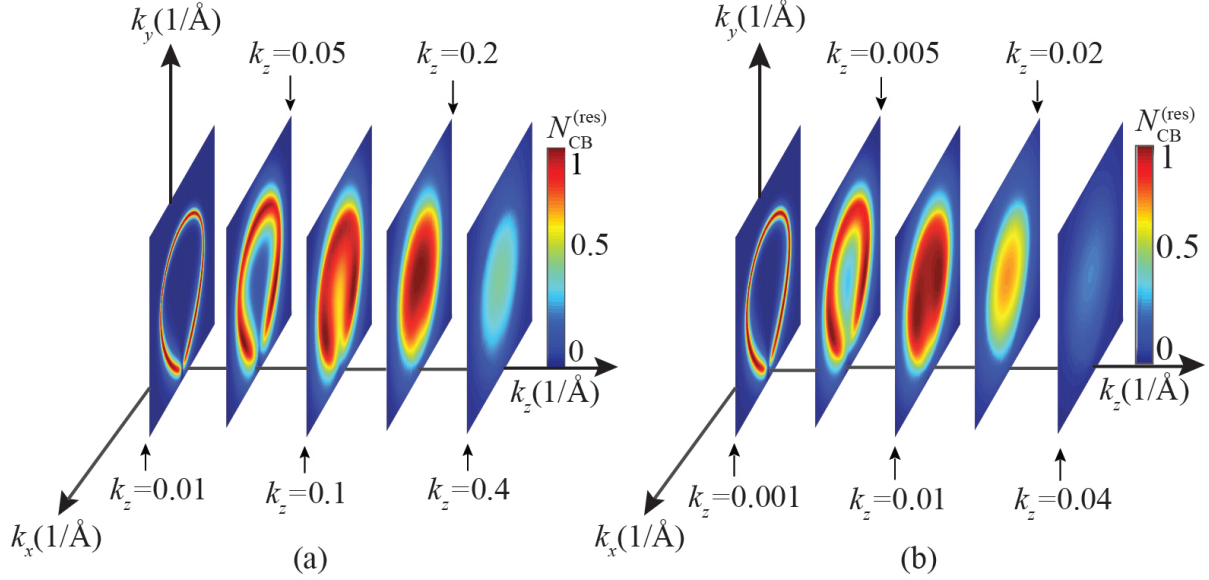 k_y(1/Å)
k_z=0.05
k_z=0.2
N_CB^(res)
1
0.5
0
k_z(1/Å)
k_z=0.01
k_z=0.1
k_z=0.4
k_x(1/Å)
(a)
k_y(1/Å)
k_z=0.005
k_z=0.02
N_CB^(res)
1
0.5
0
k_z(1/Å)
k_z=0.001
k_z=0.01
k_z=0.04
k_x(1/Å)
(b)